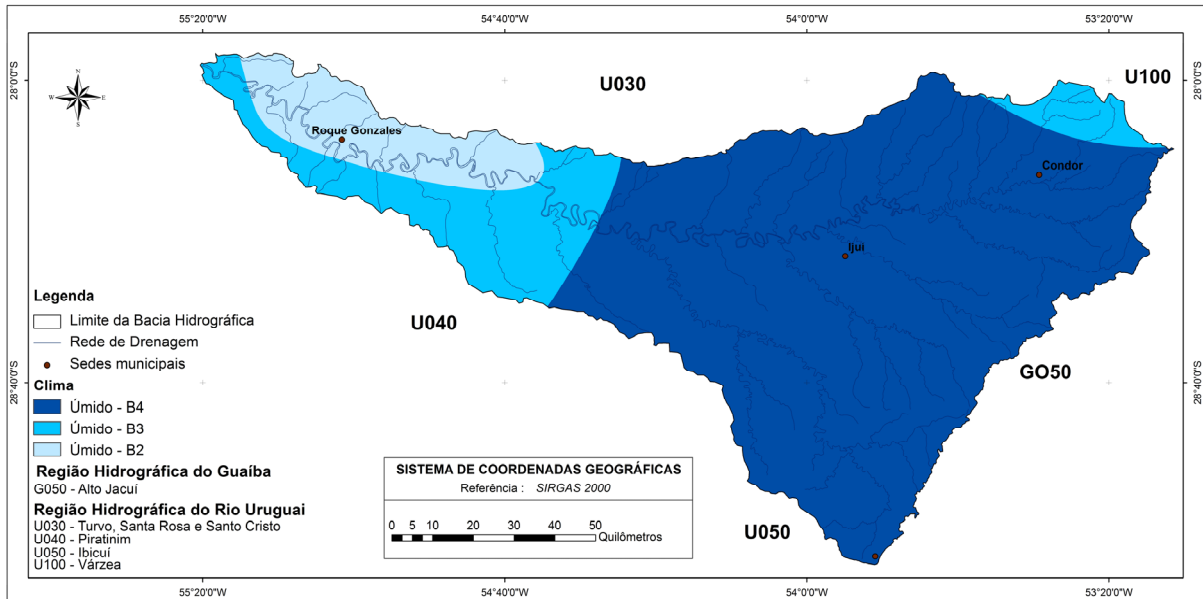 55°20'0"W
54°40'0"W
54°0'0"W
53°20'0"W
28°0'0"S
28°0'0"S
N
W
E
S
U030
U100
Roque Gonzales
Condor
Ijuí
U040
GO50
U050
28°40'0"S
28°40'0"S
Legenda
Limite da Bacia Hidrográfica
Rede de Drenagem
Sedes municipais
Clima
Úmido - B4
Úmido - B3
Úmido - B2
Região Hidrográfica do Guaíba
G050 - Alto Jacuí
Região Hidrográfica do Rio Uruguai
U030 - Turvo, Santa Rosa e Santo Cristo
U040 - Piratinim
U050 - Ibicuí
U100 - Várzea
SISTEMA DE COORDENADAS GEOGRÁFICAS
Referência : SIRGAS 2000
0 5 10 20 30 40 50
Quilômetros
55°20'0"W
54°40'0"W
54°0'0"W
53°20'0"W